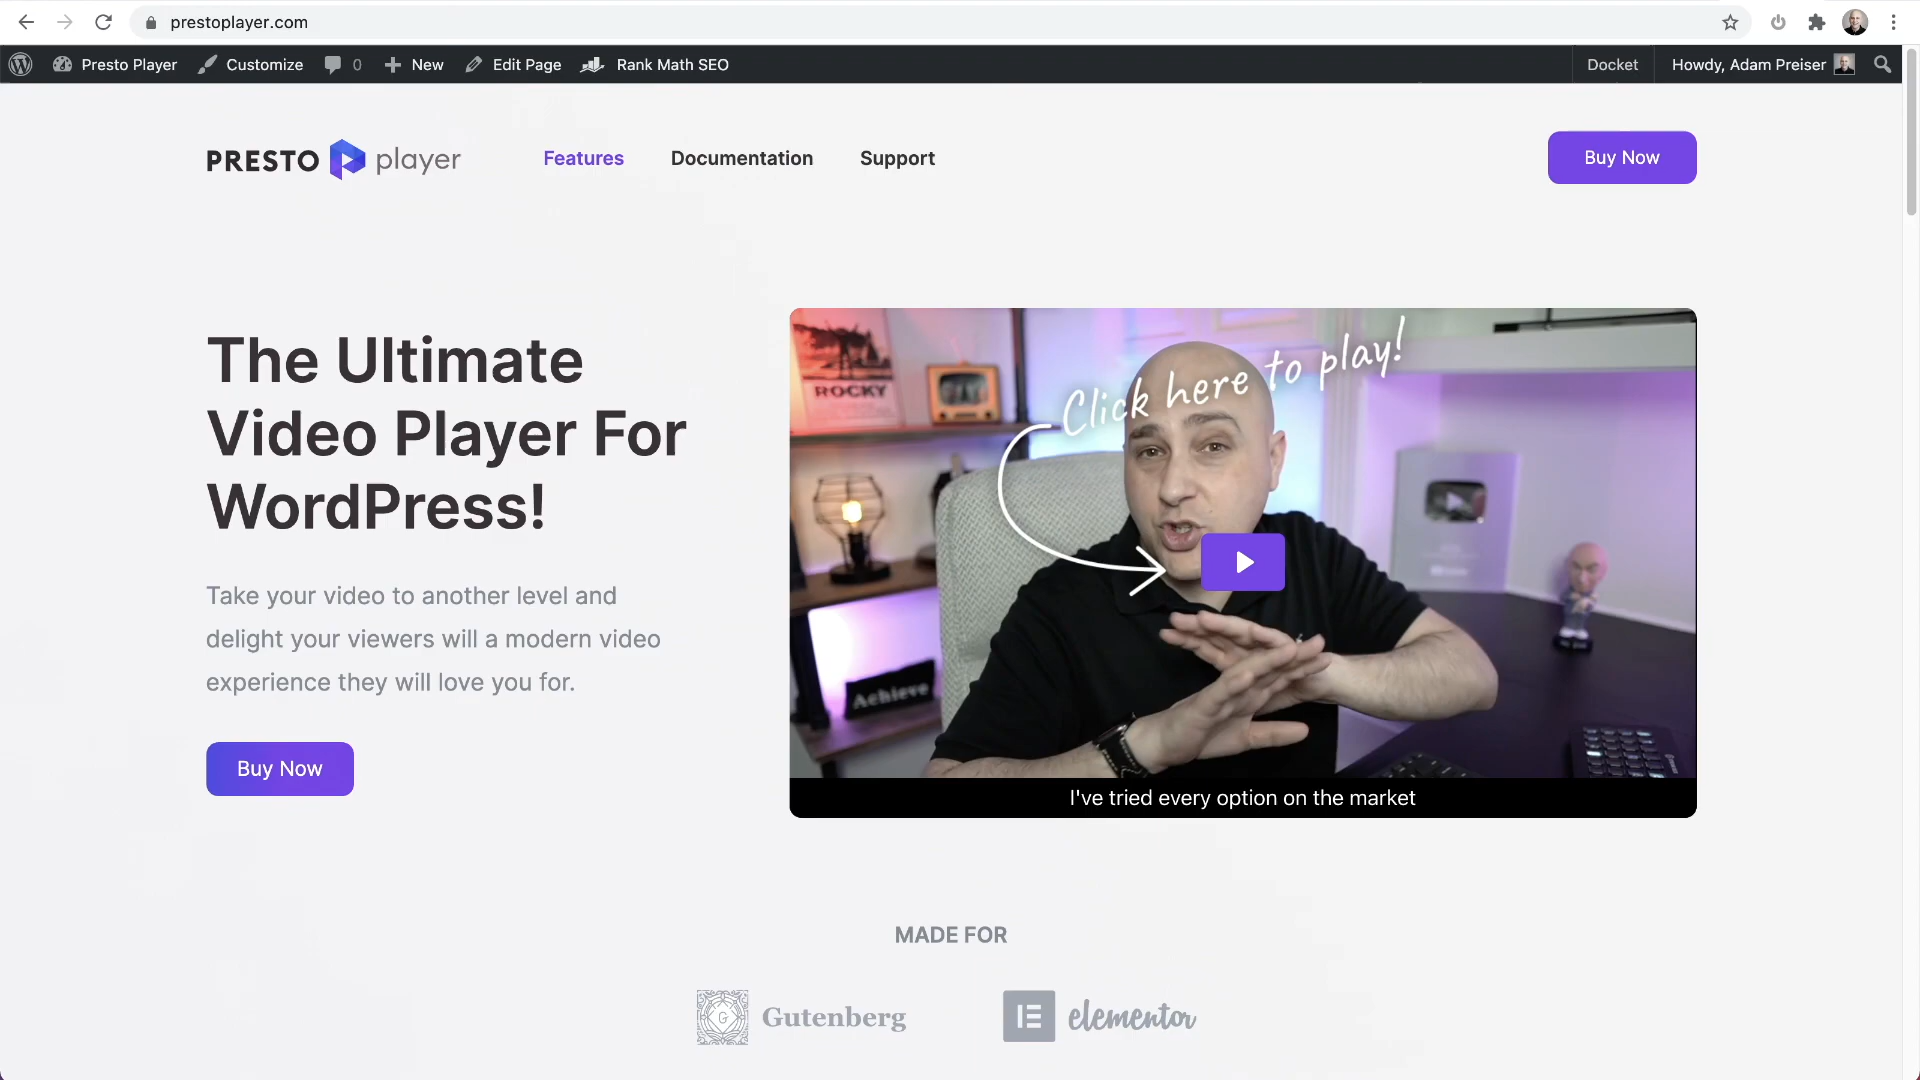 prestoplayer.com
Presto Player
Customize
0
New
Edit Page
Rank Math SEO
Docket
Howdy, Adam Preiser
PRESTO player
Features
Documentation
Support
Buy Now
The Ultimate
Video Player For
WordPress!
Take your video to another level and
delight your viewers will a modern video
experience they will love you for.
Buy Now
Click here to play!
ROCKY
Achieve
I've tried every option on the market
MADE FOR
G
Gutenberg
elementor